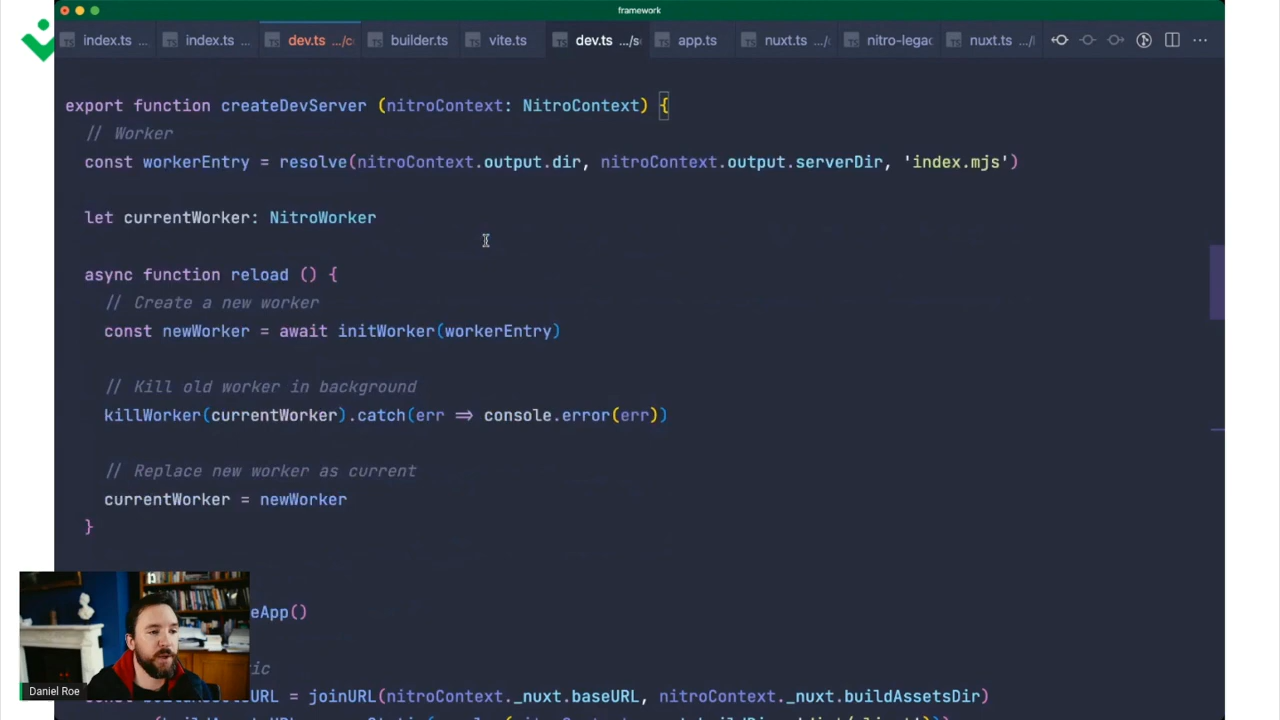 framework
index.ts ...
index.ts ...
dev.ts .../c
builder.ts
vite.ts
dev.ts .../s
app.ts
nuxt.ts .../
nitro-legac
nuxt.ts .../
export function createDevServer (nitroContext: NitroContext) {
// Worker
const workerEntry = resolve(nitroContext.output.dir, nitroContext.output.serverDir, 'index.mjs')
let currentWorker: NitroWorker
async function reload () {
// Create a new worker
const newWorker = await initWorker(workerEntry)
// Kill old worker in background
killWorker(currentWorker).catch(err => console.error(err))
// Replace new worker as current
currentWorker = newWorker
}
eApp()
ic
URL = joinURL(nitroContext._nuxt.baseURL, nitroContext._nuxt.buildAssetsDir)
Daniel Roe